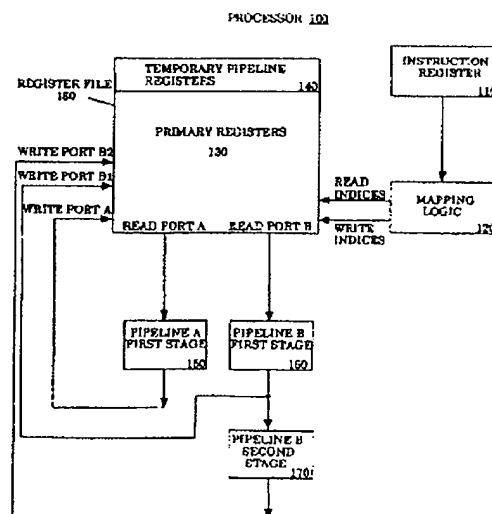 PROCESSOR 100
TEMPORARY PIPELINE
REGISTERS 140
INSTRUCTION
REGISTER
REGISTER FILE
180
PRIMARY REGISTERS
130
WRITE PORT B2
WRITE PORT B1
WRITE PORT A
READ
INDICES
WRITE
INDICES
MAPPING
LOGIC
120
READ PORT A
READ PORT B
PIPELINE A
FIRST STAGE
150
PIPELINE B
FIRST STAGE
160
PIPELINE B
SECOND
STAGE
170